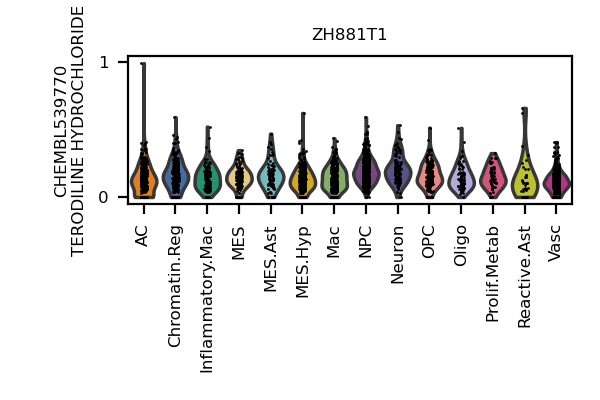 ZH881T1
CHEMBL539770
TERODILINE HYDROCHLORIDE
1
0
AC
Chromatin.Reg
Inflammatory.Mac
MES
MES.Ast
MES.Hyp
Mac
NPC
Neuron
OPC
Oligo
Prolif.Metab
Reactive.Ast
Vasc